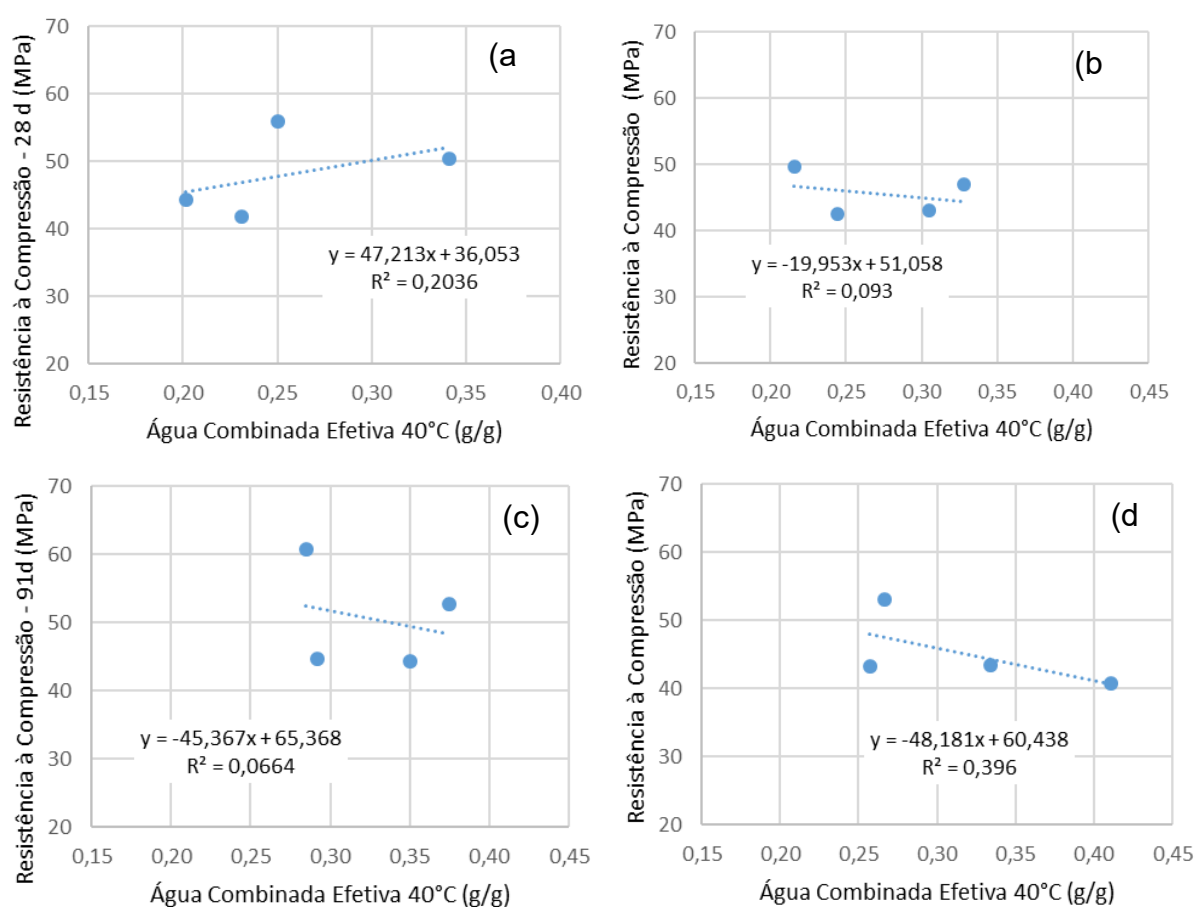 Resistência à Compressão - 28 d (MPa)
70
60
50
40
30
20
(a
y = 47,213x + 36,053
R² = 0,2036
0,15 0,20 0,25 0,30 0,35 0,40
Água Combinada Efetiva 40°C (g/g)
Resistência à Compressão (MPa)
70
60
50
40
30
20
(b)
y = -19,953x + 51,058
R² = 0,093
0,15 0,20 0,25 0,30 0,35 0,40 0,45
Água Combinada Efetiva 40°C (g/g)
Resistência à Compressão - 91d (MPa)
70
60
50
40
30
20
(c)
y = -45,367x + 65,368
R² = 0,0664
0,15 0,20 0,25 0,30 0,35 0,40 0,45
Água Combinada Efetiva 40°C (g/g)
Resistência à Compressão (MPa)
70
60
50
40
30
20
(d
y = -48,181x + 60,438
R² = 0,396
0,15 0,20 0,25 0,30 0,35 0,40 0,45
Água Combinada Efetiva 40°C (g/g)